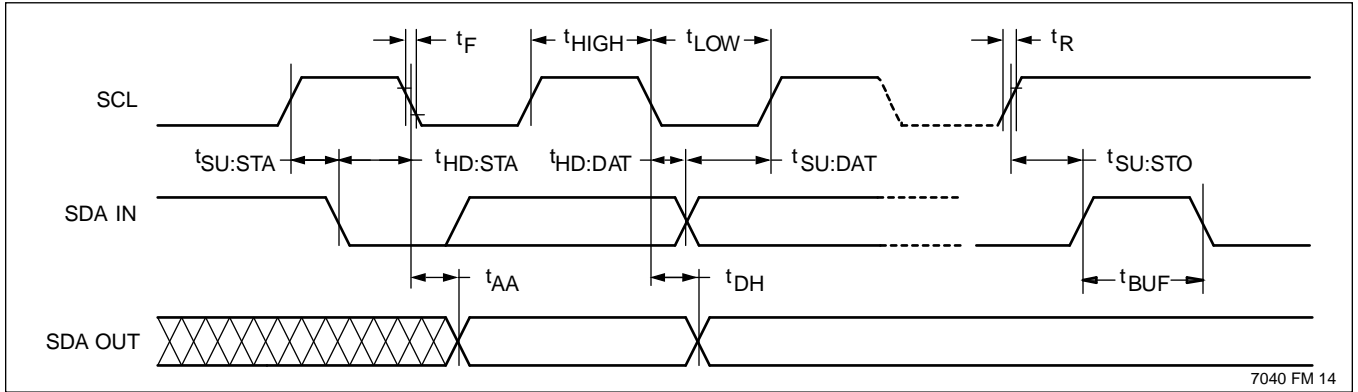 tF
tHIGH
tLOW
tR
SCL
tSU:STA
tHD:STA
tHD:DAT
tSU:DAT
tSU:STO
SDA IN
tAA
tDH
tBUF
SDA OUT
7040 FM 14